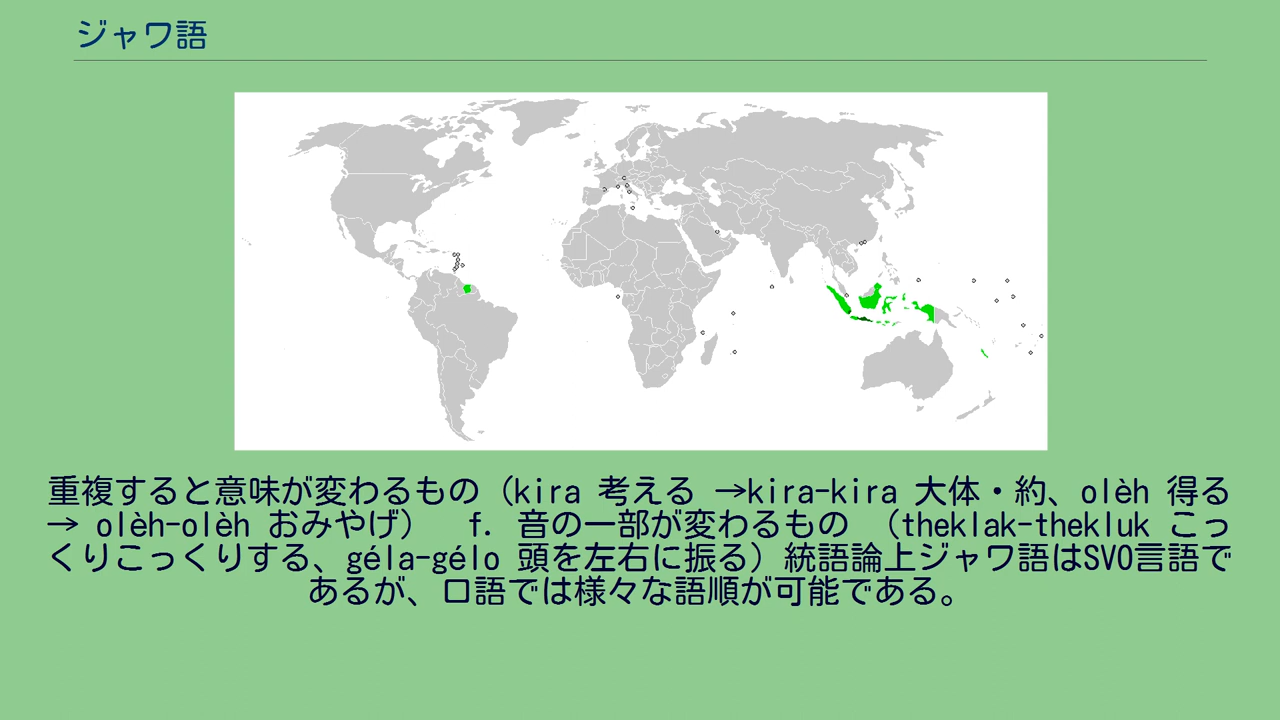 ジャワ語
重複すると意味が変わるもの（kira 考える →kira-kira 大体・約、olèh 得る
→ olèh-olèh おみやげ）　f. 音の一部が変わるもの （theklak-thekluk こっ
くりこっくりする、géla-gélo 頭を左右に振る）統語論上ジャワ語はSVO言語で
あるが、口語では様々な語順が可能である。